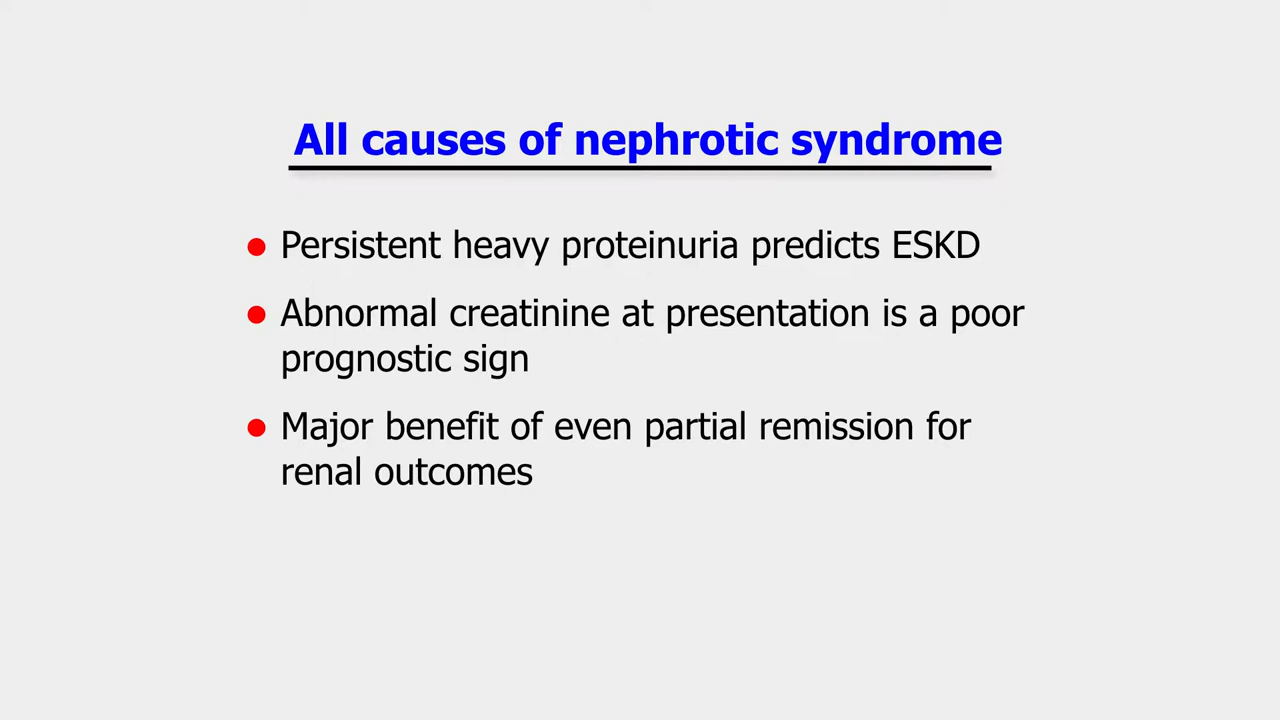 All causes of nephrotic syndrome
Persistent heavy proteinuria predicts ESKD
Abnormal creatinine at presentation is a poor
prognostic sign
Major benefit of even partial remission for
renal outcomes